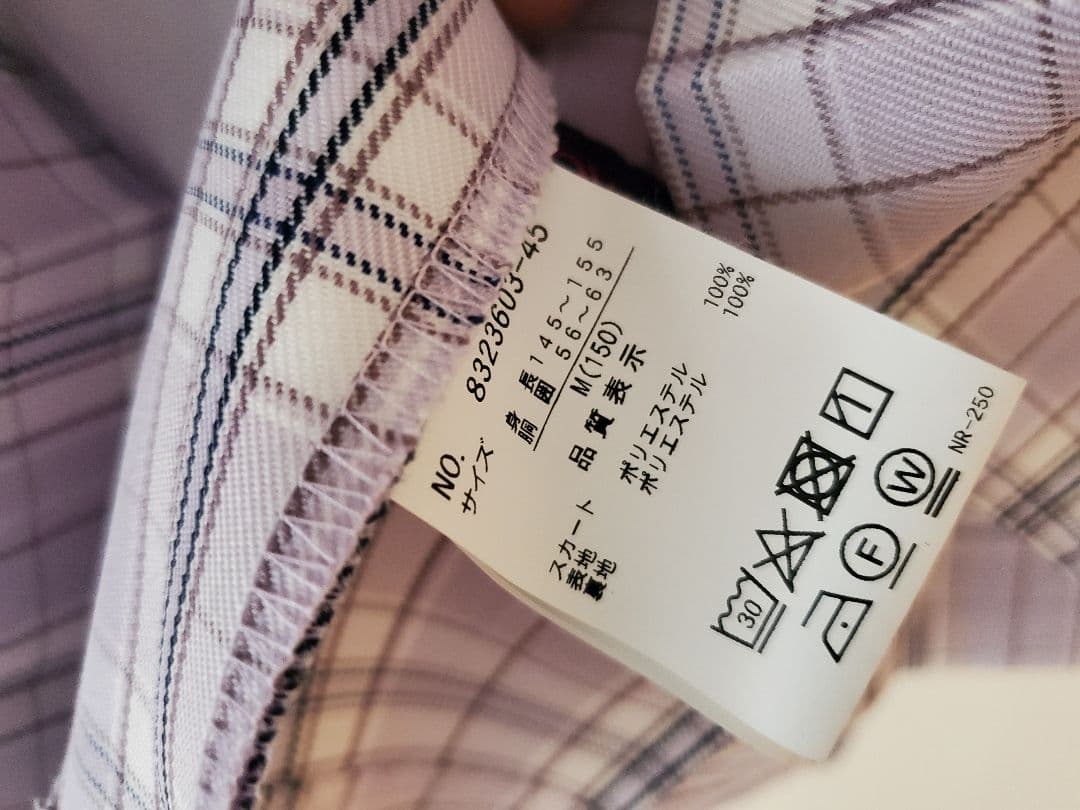 NO. 8323603-45
サイズ
身長 145～155
胴囲 56～63
M(150)
品質表示
スカート
表地 ポリエステル 100%
裏地 ポリエステル 100%
30
F
W
NR-250